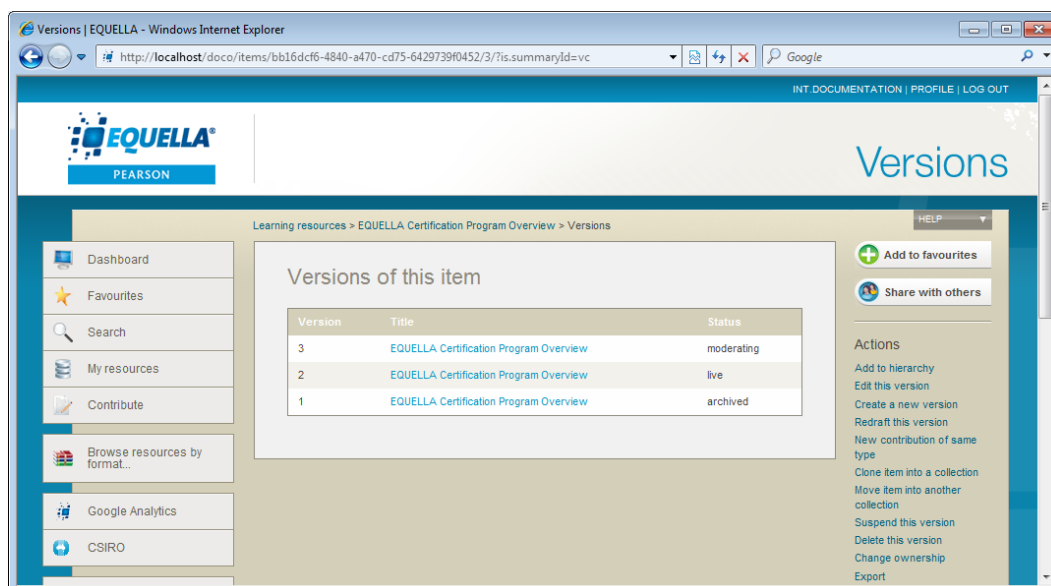 Versions | EQUELLA - Windows Internet Explorer
http://localhost/doco/items/bb16dcf6-4840-a470-cd75-6429739f0452/3/?is.summaryId=vc
Google
INT.DOCUMENTATION | PROFILE | LOG OUT
EQUELLA®
PEARSON
Versions
Learning resources > EQUELLA Certification Program Overview > Versions
HELP
Dashboard
Favourites
Search
My resources
Contribute
Browse resources by
format...
Google Analytics
CSIRO
Versions of this item
Version Title Status
3 EQUELLA Certification Program Overview moderating
2 EQUELLA Certification Program Overview live
1 EQUELLA Certification Program Overview archived
Add to favourites
Share with others
Actions
Add to hierarchy
Edit this version
Create a new version
Redraft this version
New contribution of same
type
Clone item into a collection
Move item into another
collection
Suspend this version
Delete this version
Change ownership
Export